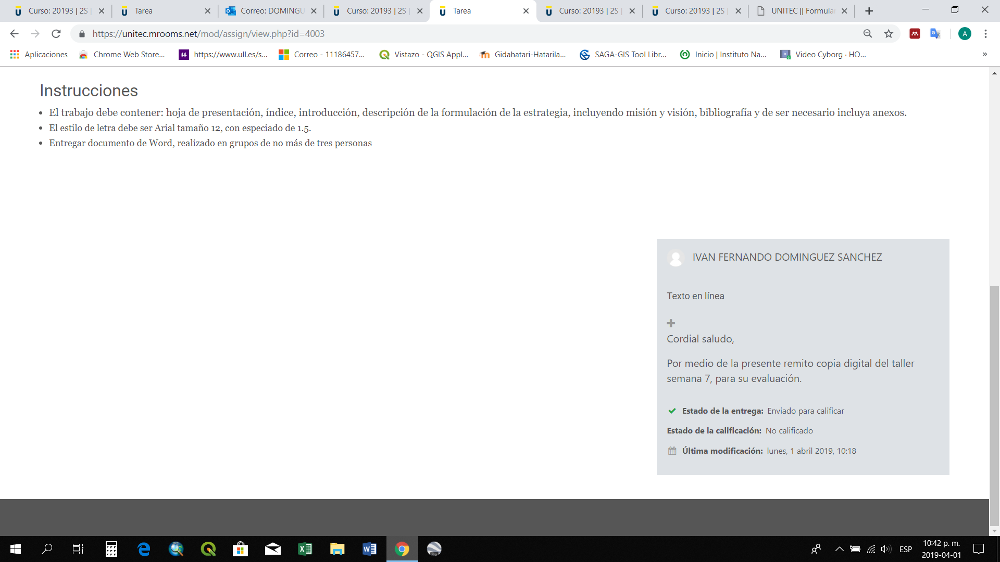 Curso: 20193 | 2S |
Tarea
Correo: DOMINGU
Curso: 20193 | 2S |
Tarea
Curso: 20193 | 2S |
Curso: 20193 | 2S |
UNITEC || Formula
https://unitec.mrooms.net/mod/assign/view.php?id=4003
A
Aplicaciones
Chrome Web Store...
https://www.ull.es/s...
Correo - 11186457...
Vistazo - QGIS Appl...
Gidahatari-Hatarila...
SAGA-GIS Tool Libr...
Inicio | Instituto Na...
Video Cyborg · HO...
»
Instrucciones
• El trabajo debe contener: hoja de presentación, índice, introducción, descripción de la formulación de la estrategia, incluyendo misión y visión, bibliografía y de ser necesario incluya anexos.
• El estilo de letra debe ser Arial tamaño 12, con especiado de 1.5.
• Entregar documento de Word, realizado en grupos de no más de tres personas
IVAN FERNANDO DOMINGUEZ SANCHEZ
Texto en línea
Cordial saludo,
Por medio de la presente remito copia digital del taller
semana 7, para su evaluación.
Estado de la entrega: Enviado para calificar
Estado de la calificación: No calificado
Última modificación: lunes, 1 abril 2019, 10:18
ESP
10:42 p. m.
2019-04-01